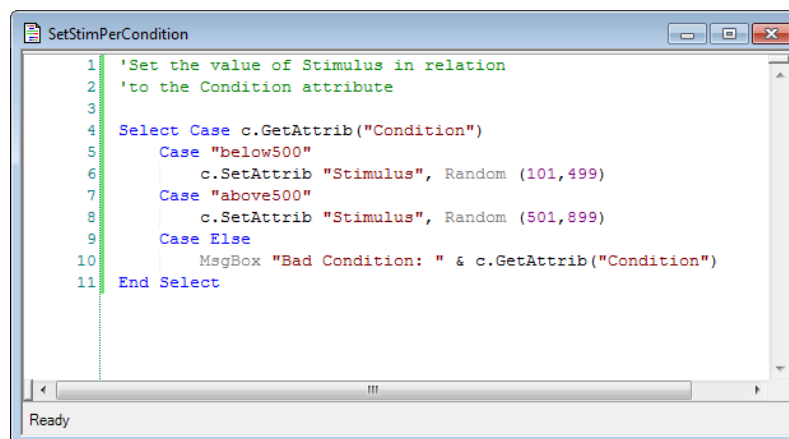 SetStimPerCondition
1 'Set the value of Stimulus in relation
2 'to the Condition attribute
3
4 Select Case c.GetAttrib("Condition")
5 Case "below500"
6 c.SetAttrib "Stimulus", Random (101,499)
7 Case "above500"
8 c.SetAttrib "Stimulus", Random (501,899)
9 Case Else
10 MsgBox "Bad Condition: " & c.GetAttrib("Condition")
11 End Select
Ready